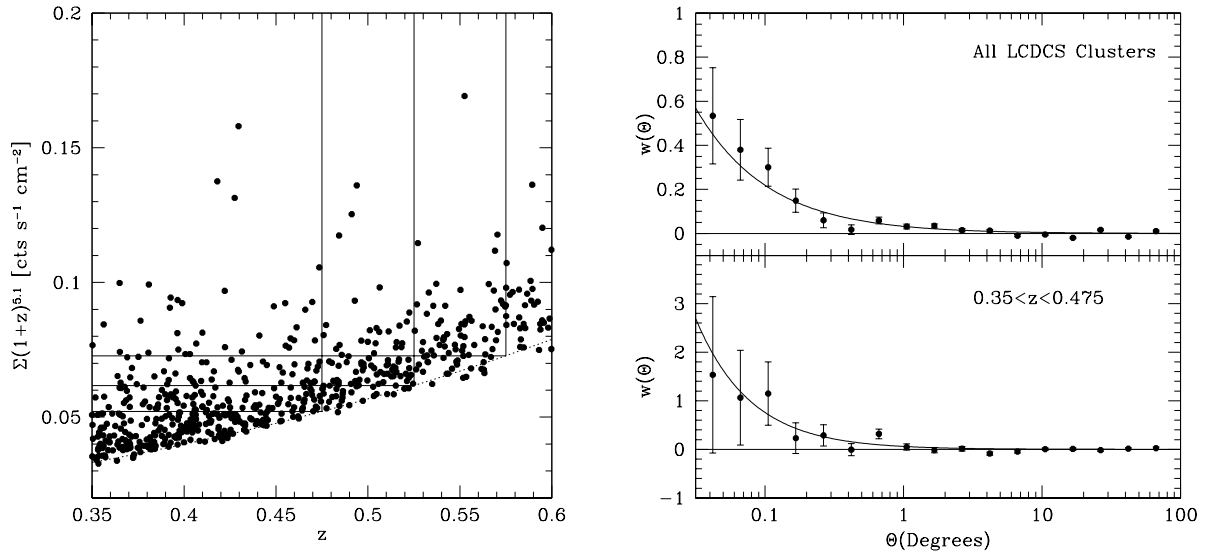 0.2
0.15
0.1
0.05
Σ(1+z)^5.1 [cts s^-1 cm^-2]
0.35 0.4 0.45 0.5 0.55 0.6
z
1
0.8
0.6
0.4
0.2
0
w(Θ)
All LCDCS Clusters
3
2
1
0
−1
w(Θ)
0.35<z<0.475
0.1 1 10 100
Θ(Degrees)